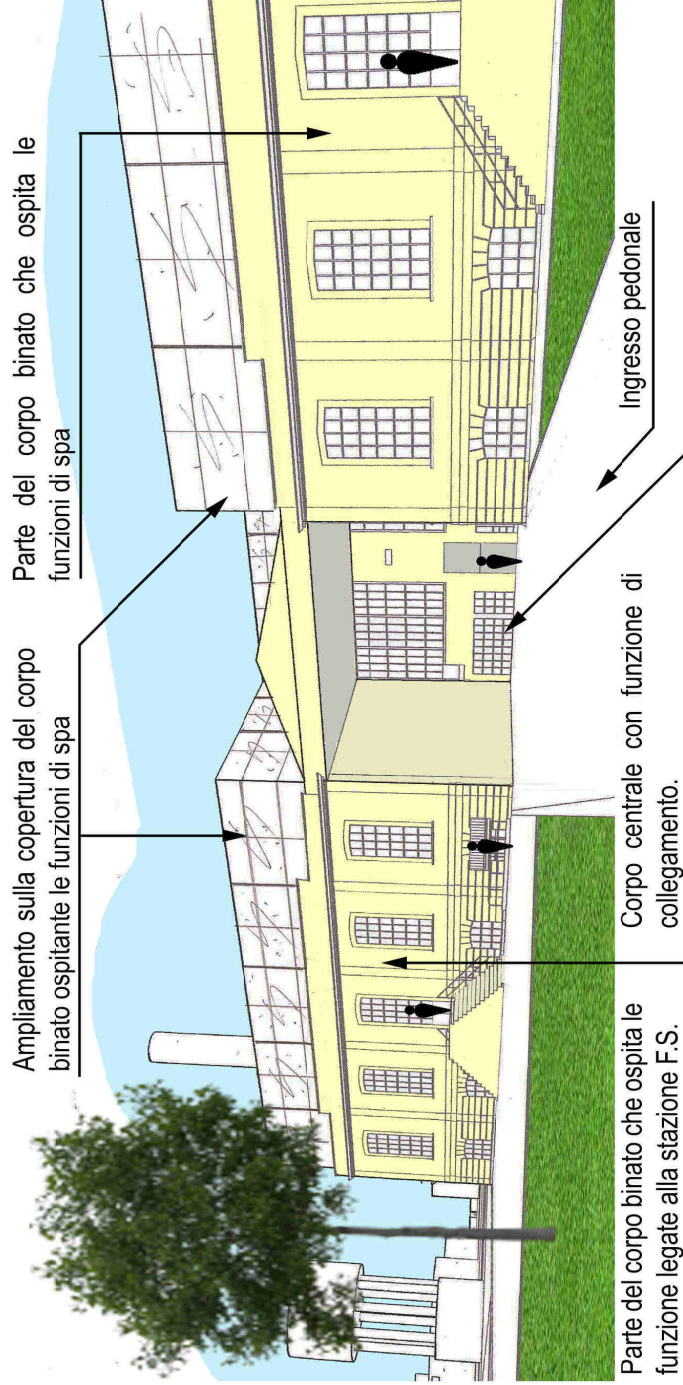 Ampliamento sulla copertura del corpo
binato ospitante le funzioni di spa
Parte del corpo binato che ospita le
funzioni di spa
Parte del corpo binato che ospita le
funzione legate alla stazione F.S.
Corpo centrale con funzione di
collegamento.
Ingresso pedonale